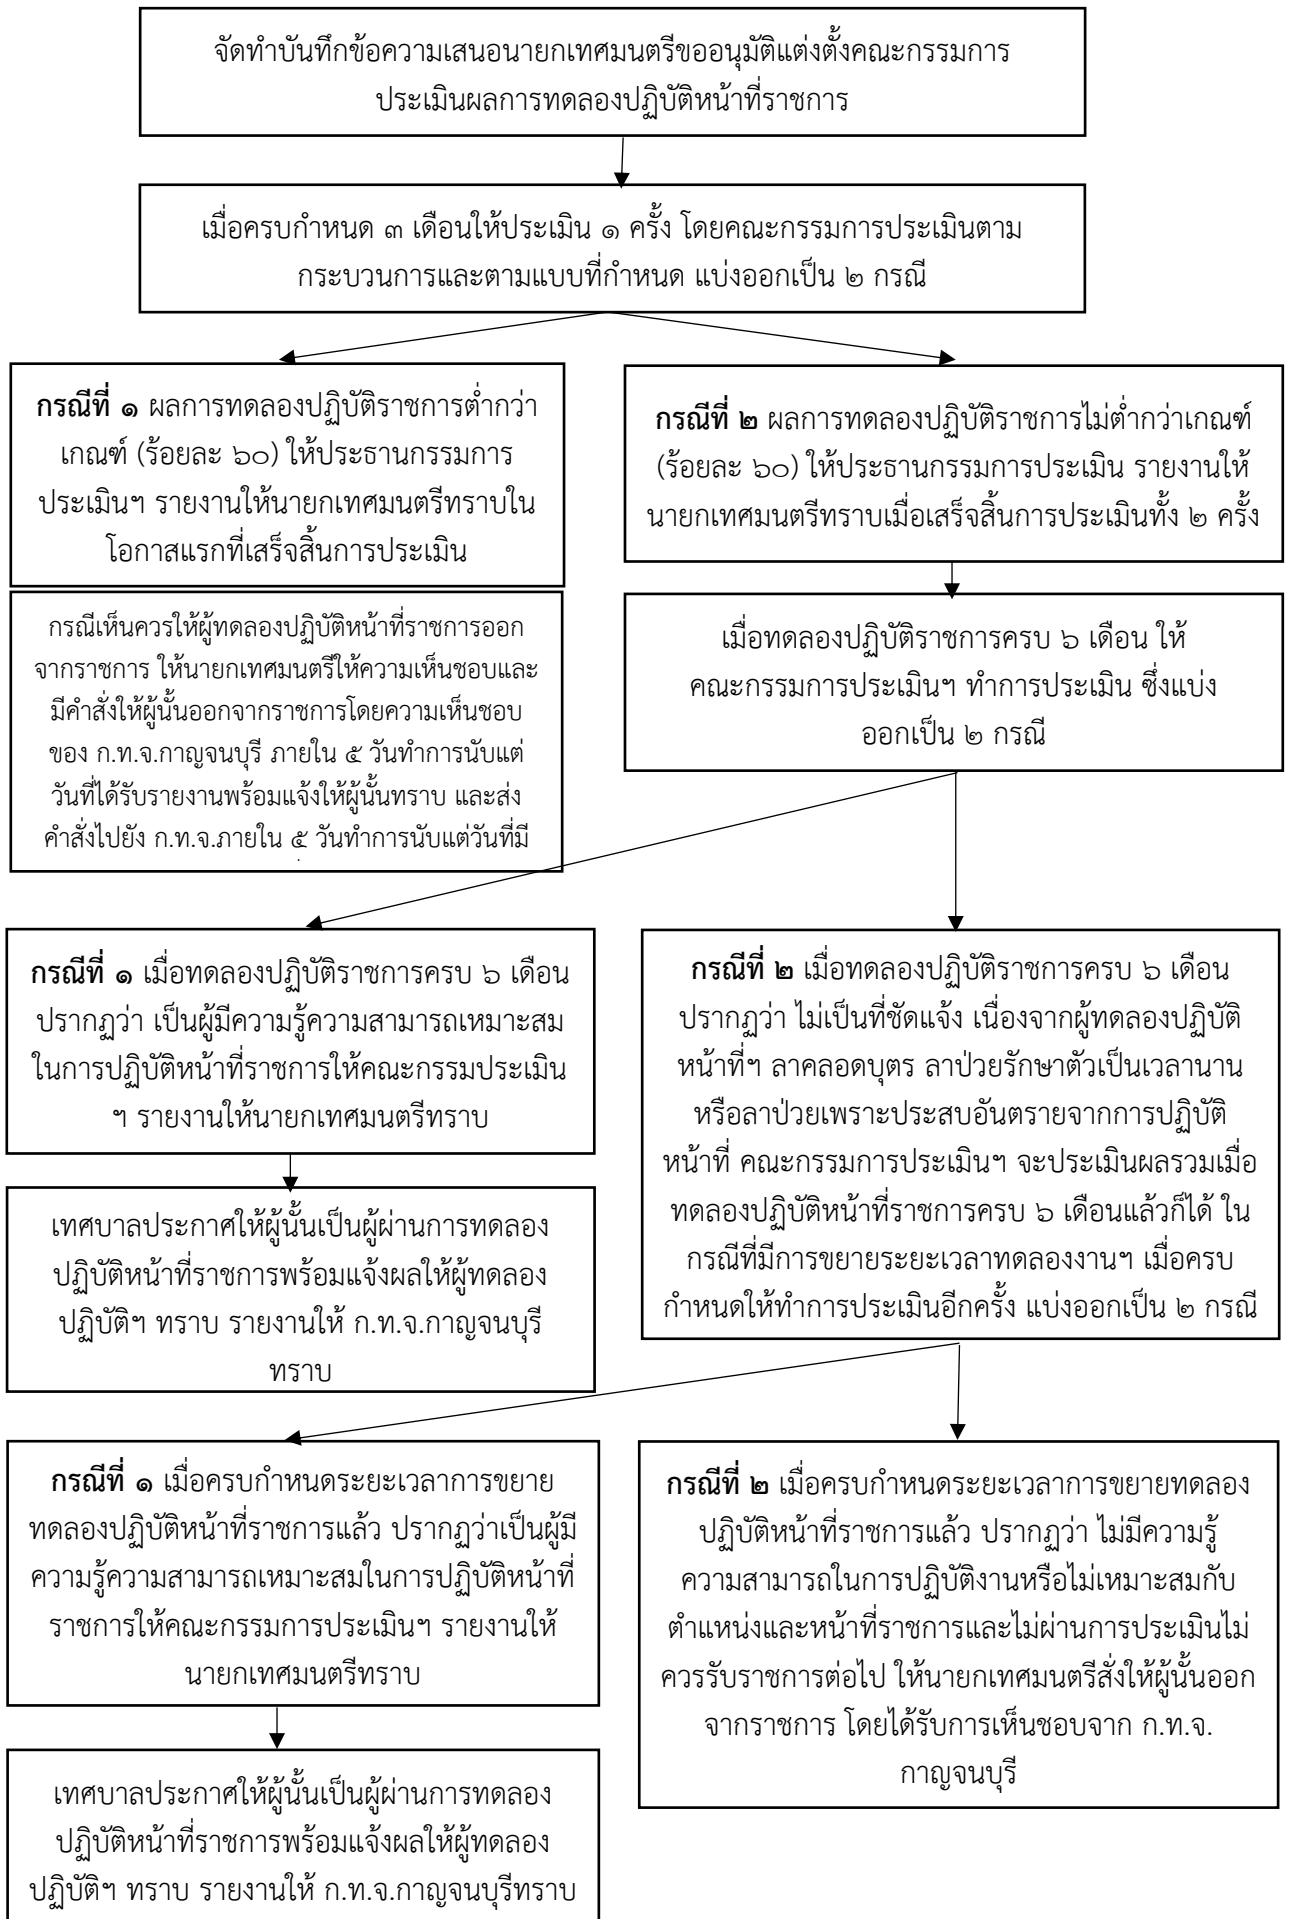 จัดทำบันทึกข้อความเสนอนายกเทศมนตรีขออนุมัติแต่งตั้งคณะกรรมการ
ประเมินผลการทดลองปฏิบัติหน้าที่ราชการ
เมื่อครบกำหนด ๓ เดือนให้ประเมิน ๑ ครั้ง โดยคณะกรรมการประเมินตาม
กระบวนการและตามแบบที่กำหนด แบ่งออกเป็น ๒ กรณี
กรณีที่ ๑ ผลการทดลองปฏิบัติราชการต่ำกว่า
เกณฑ์ (ร้อยละ ๖๐) ให้ประธานกรรมการ
ประเมินฯ รายงานให้นายกเทศมนตรีทราบใน
โอกาสแรกที่เสร็จสิ้นการประเมิน
กรณีที่ ๒ ผลการทดลองปฏิบัติราชการไม่ต่ำกว่าเกณฑ์
(ร้อยละ ๖๐) ให้ประธานกรรมการประเมิน รายงานให้
นายกเทศมนตรีทราบเมื่อเสร็จสิ้นการประเมินทั้ง ๒ ครั้ง
กรณีเห็นควรให้ผู้ทดลองปฏิบัติหน้าที่ราชการออก
จากราชการ ให้นายกเทศมนตรีให้ความเห็นชอบและ
มีคำสั่งให้ผู้นั้นออกจากราชการโดยความเห็นชอบ
ของ ก.ท.จ.กาญจนบุรี ภายใน ๕ วันทำการนับแต่
วันที่ได้รับรายงานพร้อมแจ้งให้ผู้นั้นทราบ และส่ง
คำสั่งไปยัง ก.ท.จ.ภายใน ๕ วันทำการนับแต่วันที่มี
เมื่อทดลองปฏิบัติราชการครบ ๖ เดือน ให้
คณะกรรมการประเมินฯ ทำการประเมิน ซึ่งแบ่ง
ออกเป็น ๒ กรณี
กรณีที่ ๑ เมื่อทดลองปฏิบัติราชการครบ ๖ เดือน
ปรากฏว่า เป็นผู้มีความรู้ความสามารถเหมาะสม
ในการปฏิบัติหน้าที่ราชการให้คณะกรรมประเมิน
ฯ รายงานให้นายกเทศมนตรีทราบ
เทศบาลประกาศให้ผู้นั้นเป็นผู้ผ่านการทดลอง
ปฏิบัติหน้าที่ราชการพร้อมแจ้งผลให้ผู้ทดลอง
ปฏิบัติฯ ทราบ รายงานให้ ก.ท.จ.กาญจนบุรี
ทราบ
กรณีที่ ๒ เมื่อทดลองปฏิบัติราชการครบ ๖ เดือน
ปรากฏว่า ไม่เป็นที่ชัดแจ้ง เนื่องจากผู้ทดลองปฏิบัติ
หน้าที่ฯ ลาคลอดบุตร ลาป่วยรักษาตัวเป็นเวลานาน
หรือลาป่วยเพราะประสบอันตรายจากการปฏิบัติ
หน้าที่ คณะกรรมการประเมินฯ จะประเมินผลรวมเมื่อ
ทดลองปฏิบัติหน้าที่ราชการครบ ๖ เดือนแล้วก็ได้ ใน
กรณีที่มีการขยายระยะเวลาทดลองงานฯ เมื่อครบ
กำหนดให้ทำการประเมินอีกครั้ง แบ่งออกเป็น ๒ กรณี
กรณีที่ ๑ เมื่อครบกำหนดระยะเวลาการขยาย
ทดลองปฏิบัติหน้าที่ราชการแล้ว ปรากฏว่าเป็นผู้มี
ความรู้ความสามารถเหมาะสมในการปฏิบัติหน้าที่
ราชการให้คณะกรรมการประเมินฯ รายงานให้
นายกเทศมนตรีทราบ
กรณีที่ ๒ เมื่อครบกำหนดระยะเวลาการขยายทดลอง
ปฏิบัติหน้าที่ราชการแล้ว ปรากฏว่า ไม่มีความรู้
ความสามารถในการปฏิบัติงานหรือไม่เหมาะสมกับ
ตำแหน่งและหน้าที่ราชการและไม่ผ่านการประเมินไม่
ควรรับราชการต่อไป ให้นายกเทศมนตรีสั่งให้ผู้นั้นออก
จากราชการ โดยได้รับการเห็นชอบจาก ก.ท.จ.
กาญจนบุรี
เทศบาลประกาศให้ผู้นั้นเป็นผู้ผ่านการทดลอง
ปฏิบัติหน้าที่ราชการพร้อมแจ้งผลให้ผู้ทดลอง
ปฏิบัติฯ ทราบ รายงานให้ ก.ท.จ.กาญจนบุรีทราบ